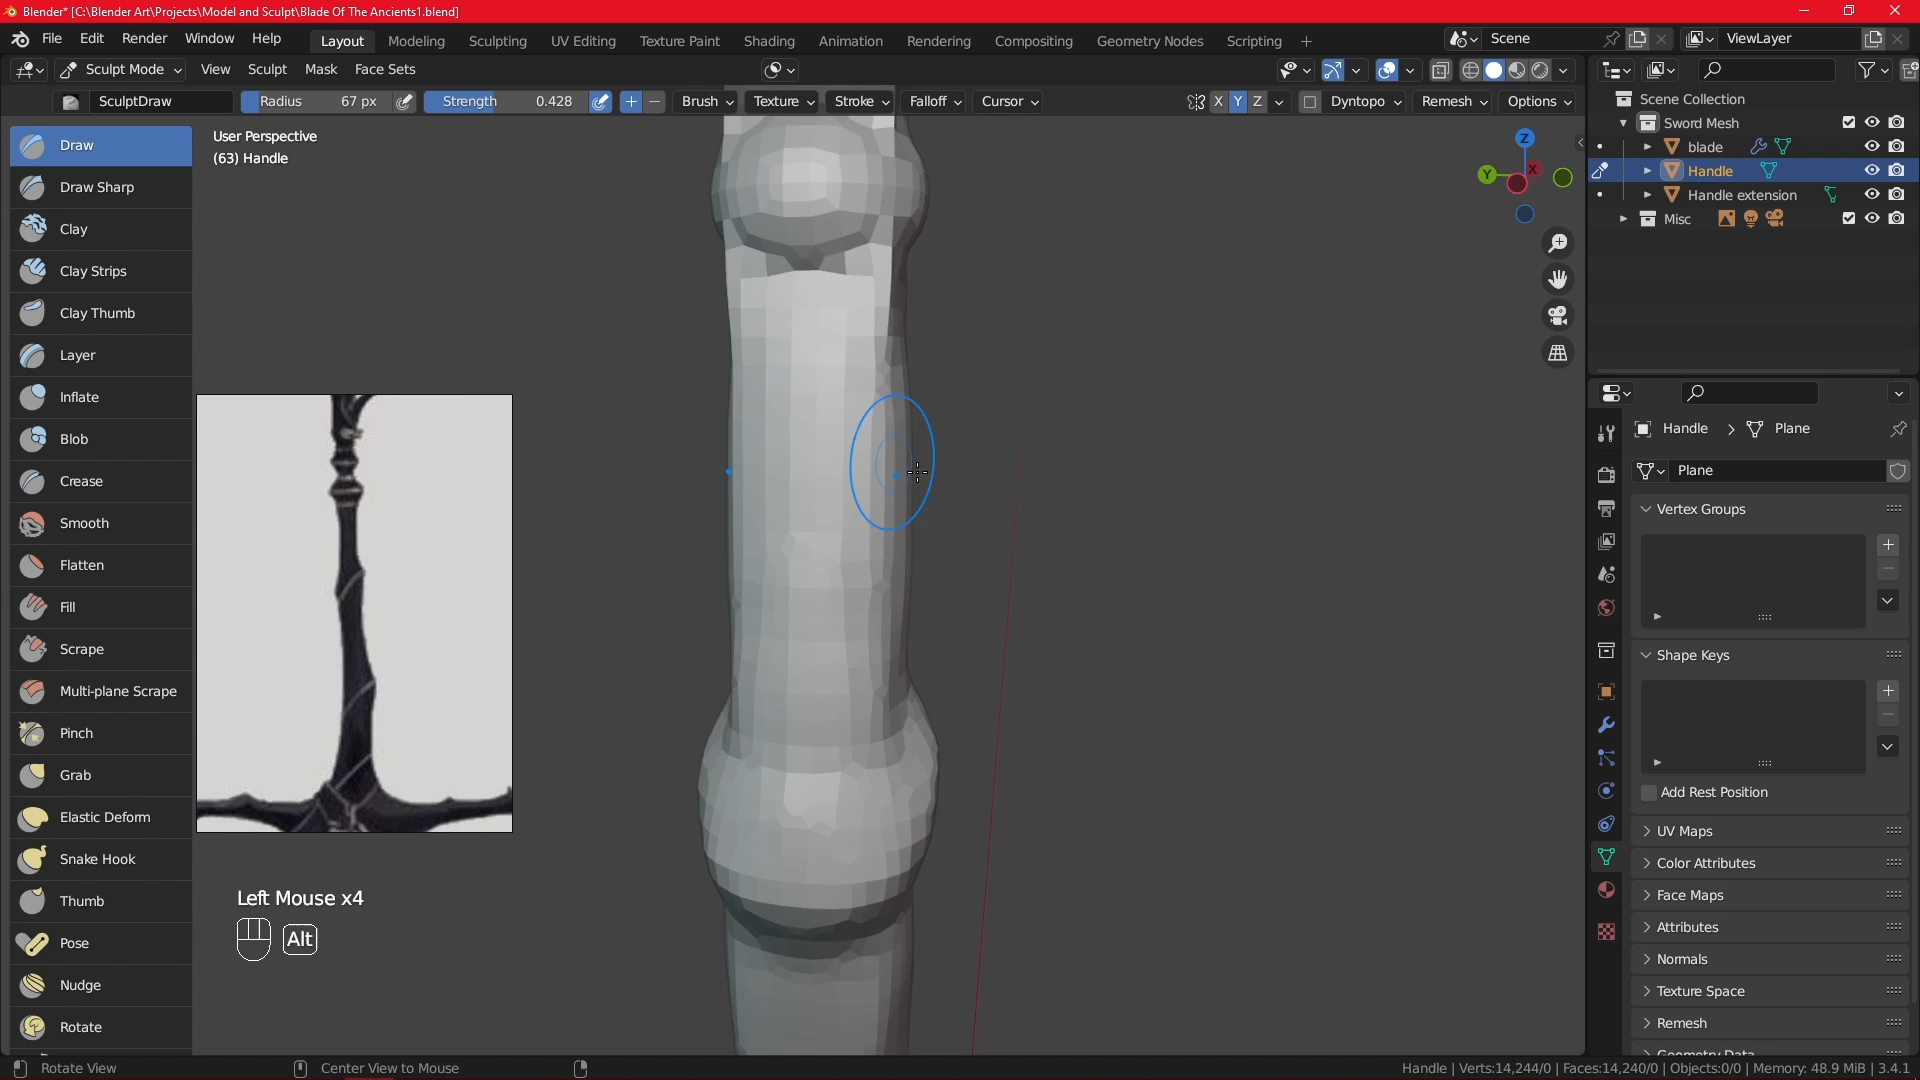 Blender* [C:\Blender Art\Projects\Model and Sculpt\Blade Of The Ancients1.blend]
File Edit Render Window Help Layout Modeling Sculpting UV Editing Texture Paint Shading Animation Rendering Compositing Geometry Nodes Scripting + Scene ViewLayer
Sculpt Mode View Sculpt Mask Face Sets
SculptDraw Radius 67 px Strength 0.428 Brush Texture Stroke Falloff Cursor X Y Z Dyntopo Remesh Options
Scene Collection
Sword Mesh
blade
Handle
Handle extension
Misc
User Perspective
(63) Handle
Z
Y
X
Draw
Draw Sharp
Clay
Clay Strips
Clay Thumb
Layer
Inflate
Blob
Crease
Smooth
Flatten
Fill
Scrape
Multi-plane Scrape
Pinch
Grab
Elastic Deform
Snake Hook
Thumb
Pose
Nudge
Rotate
Left Mouse x4
Alt
Handle > Plane
Plane
Vertex Groups
Shape Keys
Add Rest Position
UV Maps
Color Attributes
Face Maps
Attributes
Normals
Texture Space
Remesh
Geometry Data
Rotate View Center View to Mouse Handle | Verts:14,244/0 | Faces:14,240/0 | Objects:0/0 | Memory: 48.9 MiB | 3.4.1